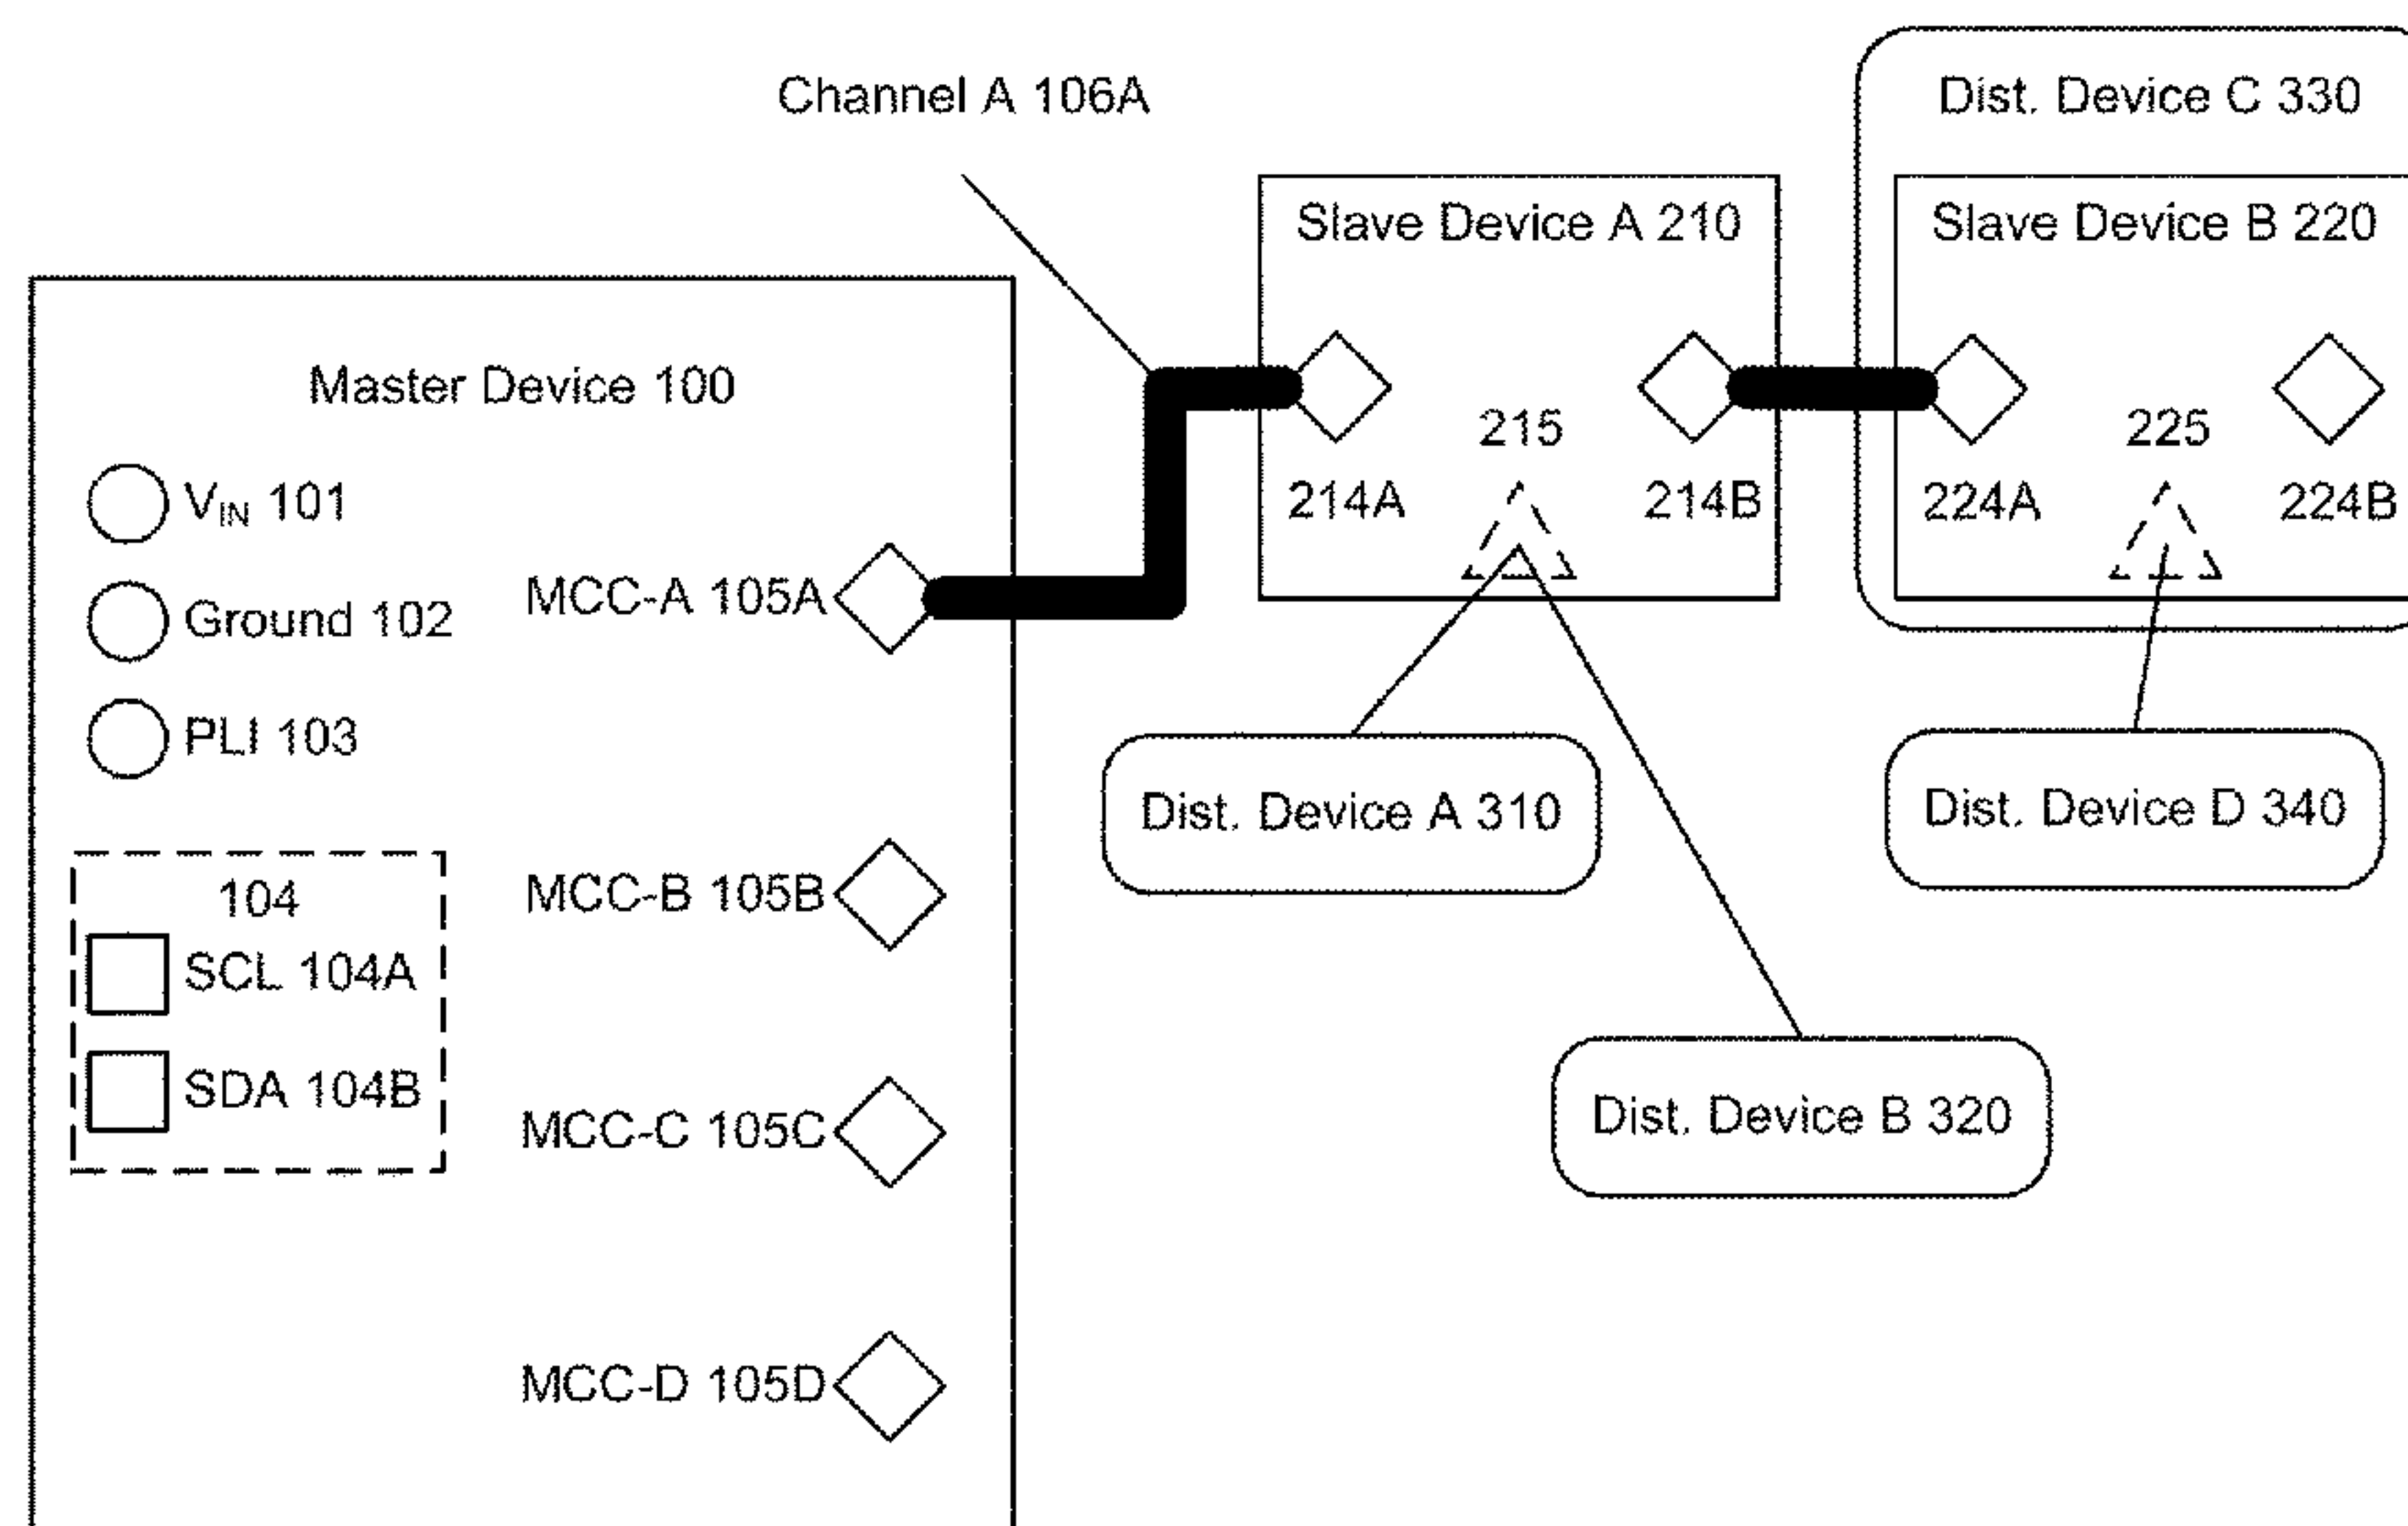 Channel A 106A
Dist. Device C 330
Slave Device A 210
Slave Device B 220
Master Device 100
215
225
214A
214B
224A
224B
VIN 101
MCC-A 105A
Ground 102
PLI 103
Dist. Device A 310
Dist. Device D 340
MCC-B 105B
104
SCL 104A
SDA 104B
Dist. Device B 320
MCC-C 105C
MCC-D 105D